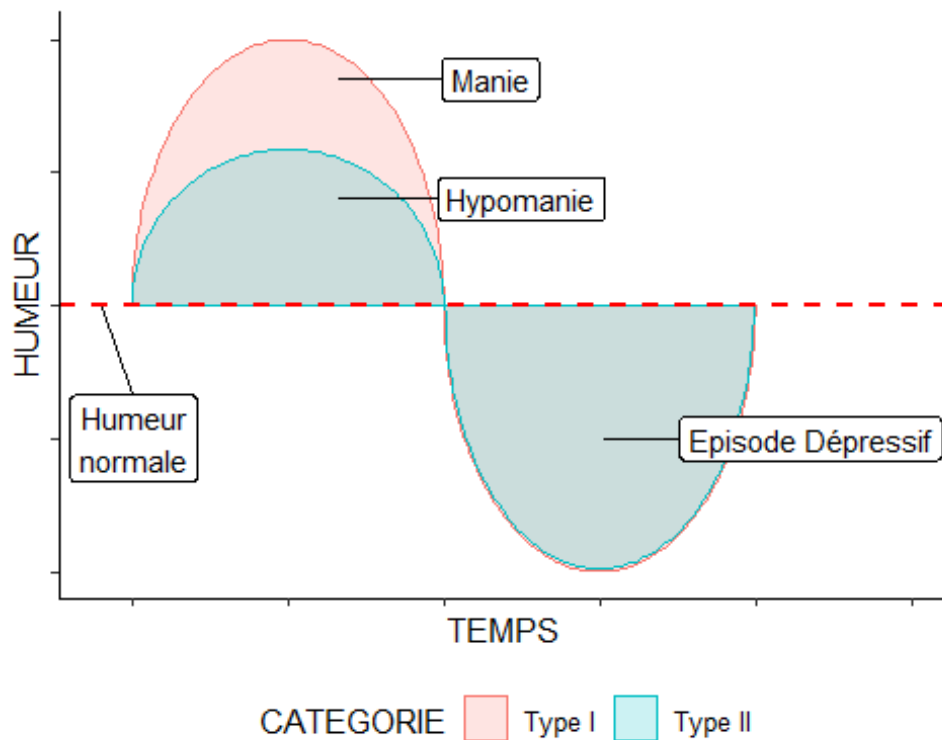 Manie
Hypomanie
HUMEUR
Humeur
normale
Episode Dépressif
TEMPS
CATEGORIE Type I Type II